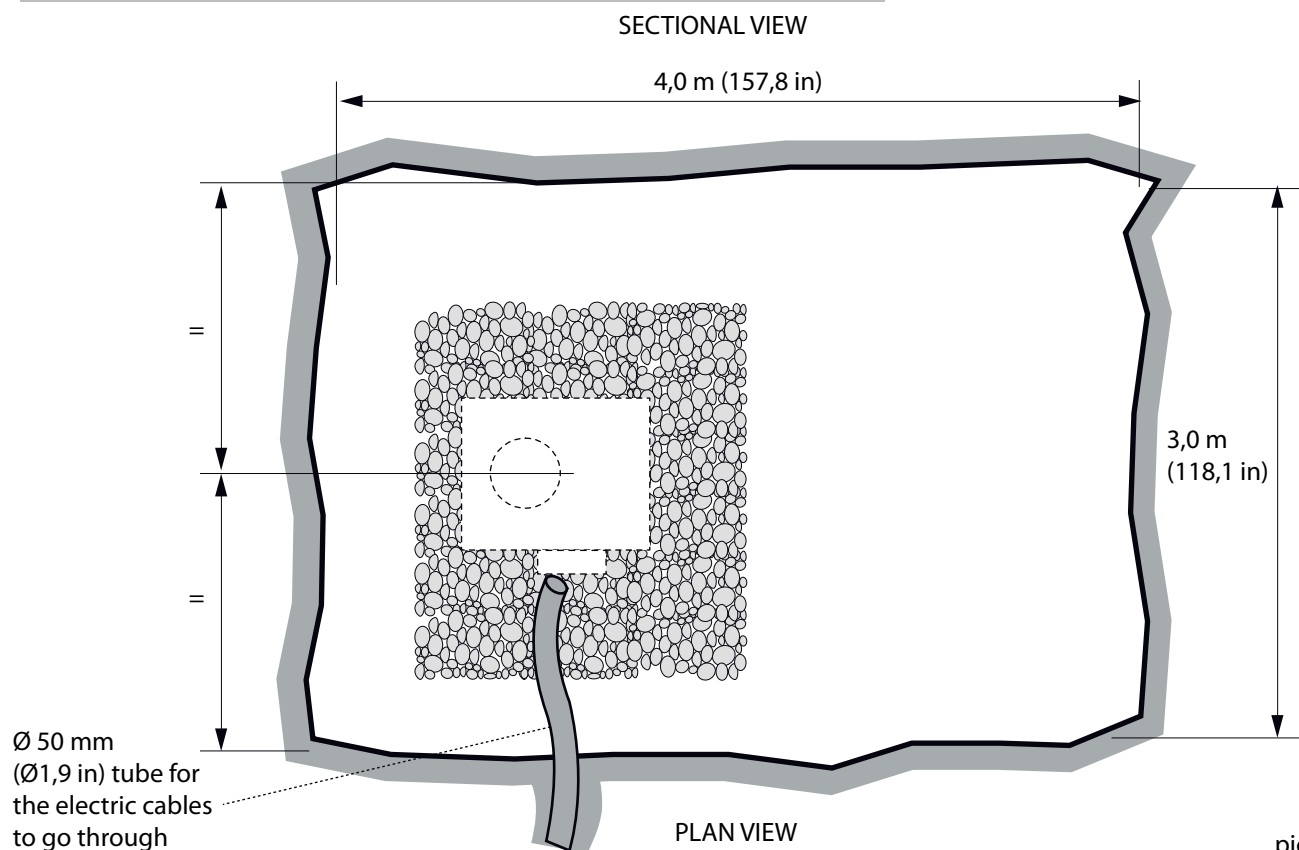 SECTIONAL VIEW
4,0 m (157,8 in)
=
3,0 m
(118,1 in)
=
Ø 50 mm
(Ø1,9 in) tube for
the electric cables
to go through
PLAN VIEW